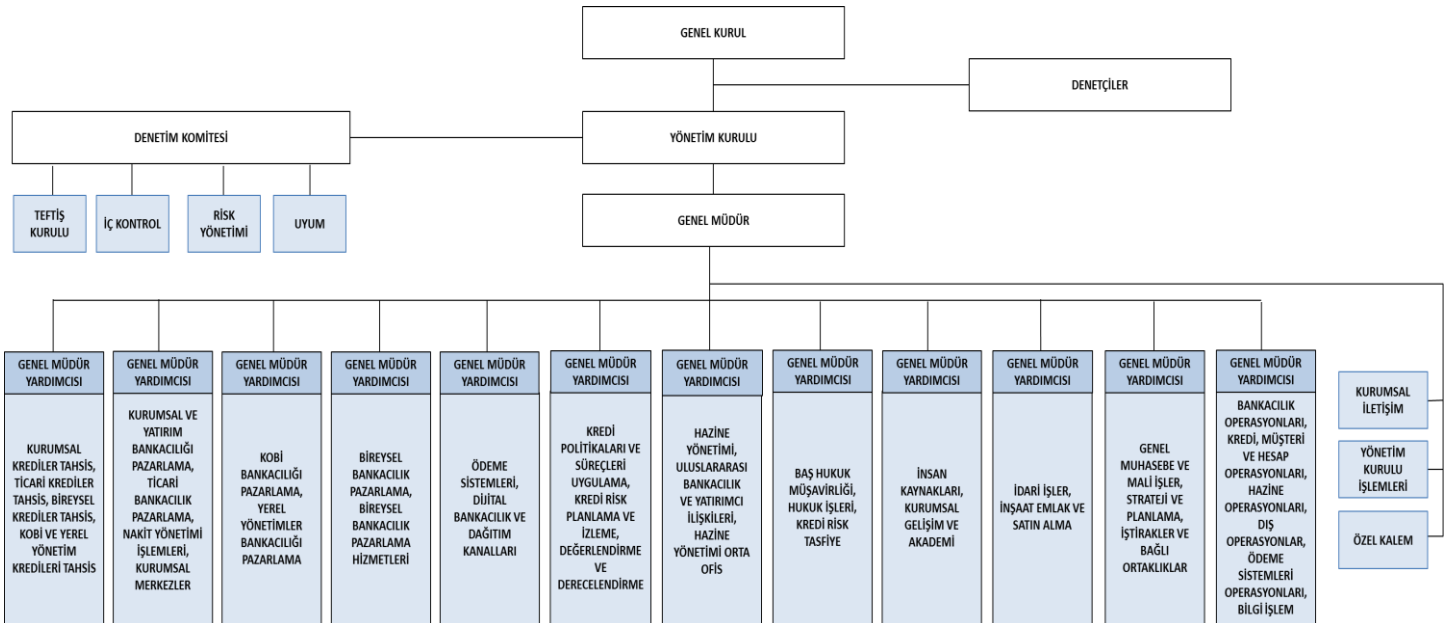 GENEL KURUL
DENETÇİLER
DENETİM KOMİTESİ
YÖNETİM KURULU
TEFTİŞ
KURULU
İÇ KONTROL
RİSK
YÖNETİMİ
UYUM
GENEL MÜDÜR
GENEL MÜDÜR
YARDIMCISI
KURUMSAL
KREDİLER TAHSİS,
TİCARİ KREDİLER
TAHSİS, BİREYSEL
KREDİLER TAHSİS,
KOBİ VE YEREL
YÖNETİM
KREDİLERİ TAHSİS
GENEL MÜDÜR
YARDIMCISI
KURUMSAL VE
YATIRIM
BANKACILIĞI
PAZARLAMA,
TİCARİ
BANKACILIK
PAZARLAMA,
NAKİT YÖNETİMİ
İŞLEMLERİ,
KURUMSAL
MERKEZLER
GENEL MÜDÜR
YARDIMCISI
KOBİ
BANKACILIĞI
PAZARLAMA,
YEREL
YÖNETİMLER
BANKACILIĞI
PAZARLAMA
GENEL MÜDÜR
YARDIMCISI
BİREYSEL
BANKACILIK
PAZARLAMA,
BİREYSEL
BANKACILIK
PAZARLAMA
HİZMETLERİ
GENEL MÜDÜR
YARDIMCISI
ÖDEME
SİSTEMLERİ,
DİJİTAL
BANKACILIK VE
DAĞITIM
KANALLARI
GENEL MÜDÜR
YARDIMCISI
KREDİ
POLİTİKALARI VE
SÜREÇLERİ
UYGULAMA,
KREDİ RİSK
PLANLAMA VE
İZLEME,
DEĞERLENDİRME
VE
DERECELENDİRME
GENEL MÜDÜR
YARDIMCISI
HAZİNE
YÖNETİMİ,
ULUSLARARASI
BANKACILIK
VE YATIRIMCI
İLİŞKİLERİ,
HAZİNE
YÖNETİMİ ORTA
OFİS
GENEL MÜDÜR
YARDIMCISI
BAŞ HUKUK
MÜŞAVİRLİĞİ,
HUKUK İŞLERİ,
KREDİ RİSK
TASFİYE
GENEL MÜDÜR
YARDIMCISI
İNSAN
KAYNAKLARI,
KURUMSAL
GELİŞİM VE
AKADEMİ
GENEL MÜDÜR
YARDIMCISI
İDARİ İŞLER,
İNŞAAT EMLAK VE
SATIN ALMA
GENEL MÜDÜR
YARDIMCISI
GENEL
MUHASEBE VE
MALİ İŞLER,
STRATEJİ VE
PLANLAMA,
İŞTİRAKLER VE
BAĞLI
ORTAKLIKLAR
GENEL MÜDÜR
YARDIMCISI
BANKACILIK
OPERASYONLARI,
KREDİ, MÜŞTERİ
VE HESAP
OPERASYONLARI,
HAZİNE
OPERASYONLARI,
DIŞ
OPERASYONLAR,
ÖDEME
SİSTEMLERİ
OPERASYONLARI,
BİLGİ İŞLEM
KURUMSAL
İLETİŞİM
YÖNETİM
KURULU
İŞLEMLERİ
ÖZEL KALEM